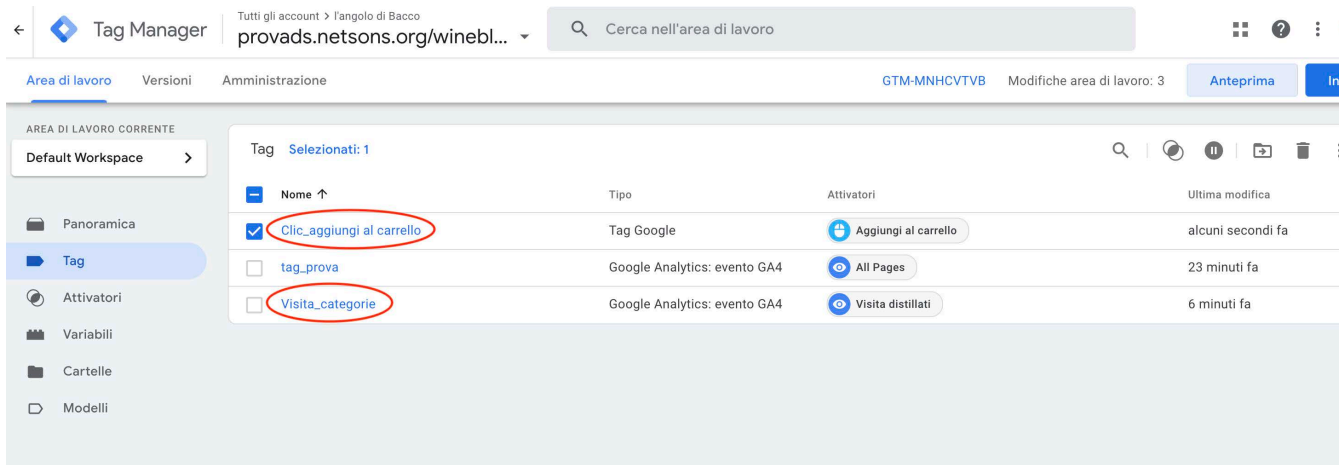 Tutti gli account > l'angolo di Bacco
Tag Manager
provads.netsons.org/winebl...
Cerca nell'area di lavoro
Area di lavoro Versioni Amministrazione GTM-MNHCVTVB Modifiche area di lavoro: 3 Anteprima In
AREA DI LAVORO CORRENTE
Default Workspace
Tag Selezionati: 1
Nome Tipo Attivatori Ultima modifica
Clic_aggiungi al carrello Tag Google Aggiungi al carrello alcuni secondi fa
tag_prova Google Analytics: evento GA4 All Pages 23 minuti fa
Visita_categorie Google Analytics: evento GA4 Visita distillati 6 minuti fa
Panoramica
Tag
Attivatori
Variabili
Cartelle
Modelli